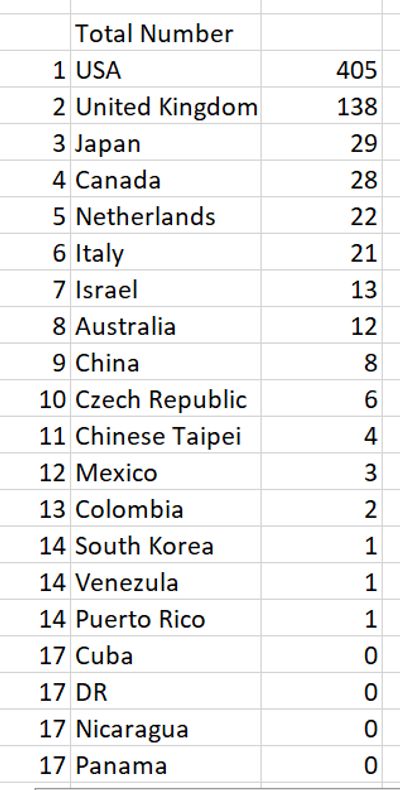 Total Number
1 USA 405
2 United Kingdom 138
3 Japan 29
4 Canada 28
5 Netherlands 22
6 Italy 21
7 Israel 13
8 Australia 12
9 China 8
10 Czech Republic 6
11 Chinese Taipei 4
12 Mexico 3
13 Colombia 2
14 South Korea 1
14 Venezula 1
14 Puerto Rico 1
17 Cuba 0
17 DR 0
17 Nicaragua 0
17 Panama 0